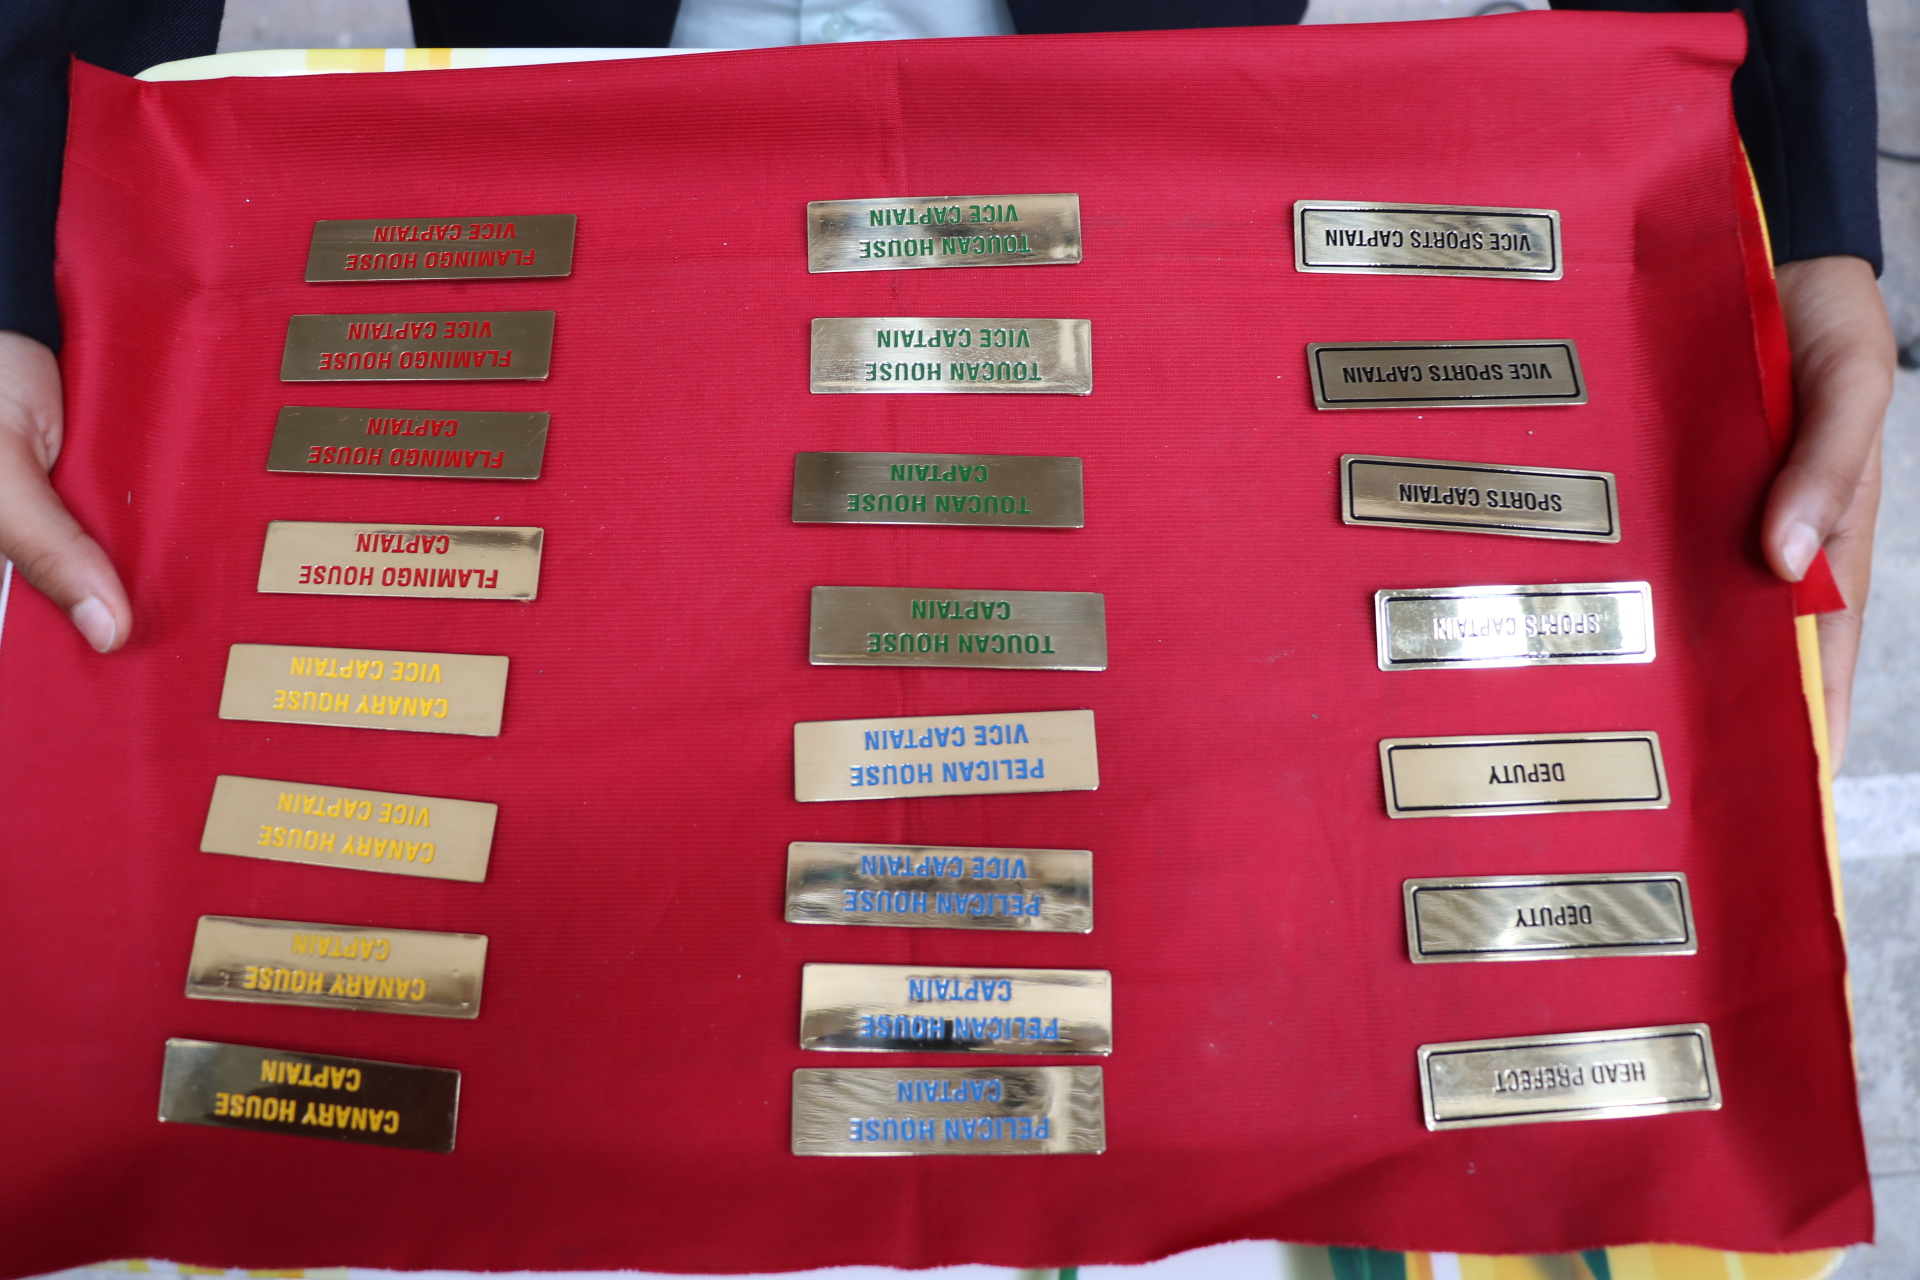 FLAMINGO HOUSE
VICE CAPTAIN
FLAMINGO HOUSE
VICE CAPTAIN
FLAMINGO HOUSE
CAPTAIN
FLAMINGO HOUSE
CAPTAIN
CANARY HOUSE
VICE CAPTAIN
CANARY HOUSE
VICE CAPTAIN
CANARY HOUSE
CAPTAIN
CANARY HOUSE
CAPTAIN
TOUCAN HOUSE
VICE CAPTAIN
TOUCAN HOUSE
VICE CAPTAIN
TOUCAN HOUSE
CAPTAIN
TOUCAN HOUSE
CAPTAIN
PELICAN HOUSE
VICE CAPTAIN
PELICAN HOUSE
VICE CAPTAIN
PELICAN HOUSE
CAPTAIN
PELICAN HOUSE
CAPTAIN
VICE SPORTS CAPTAIN
VICE SPORTS CAPTAIN
SPORTS CAPTAIN
SPORTS CAPTAIN
DEPUTY
DEPUTY
HEAD PREFECT